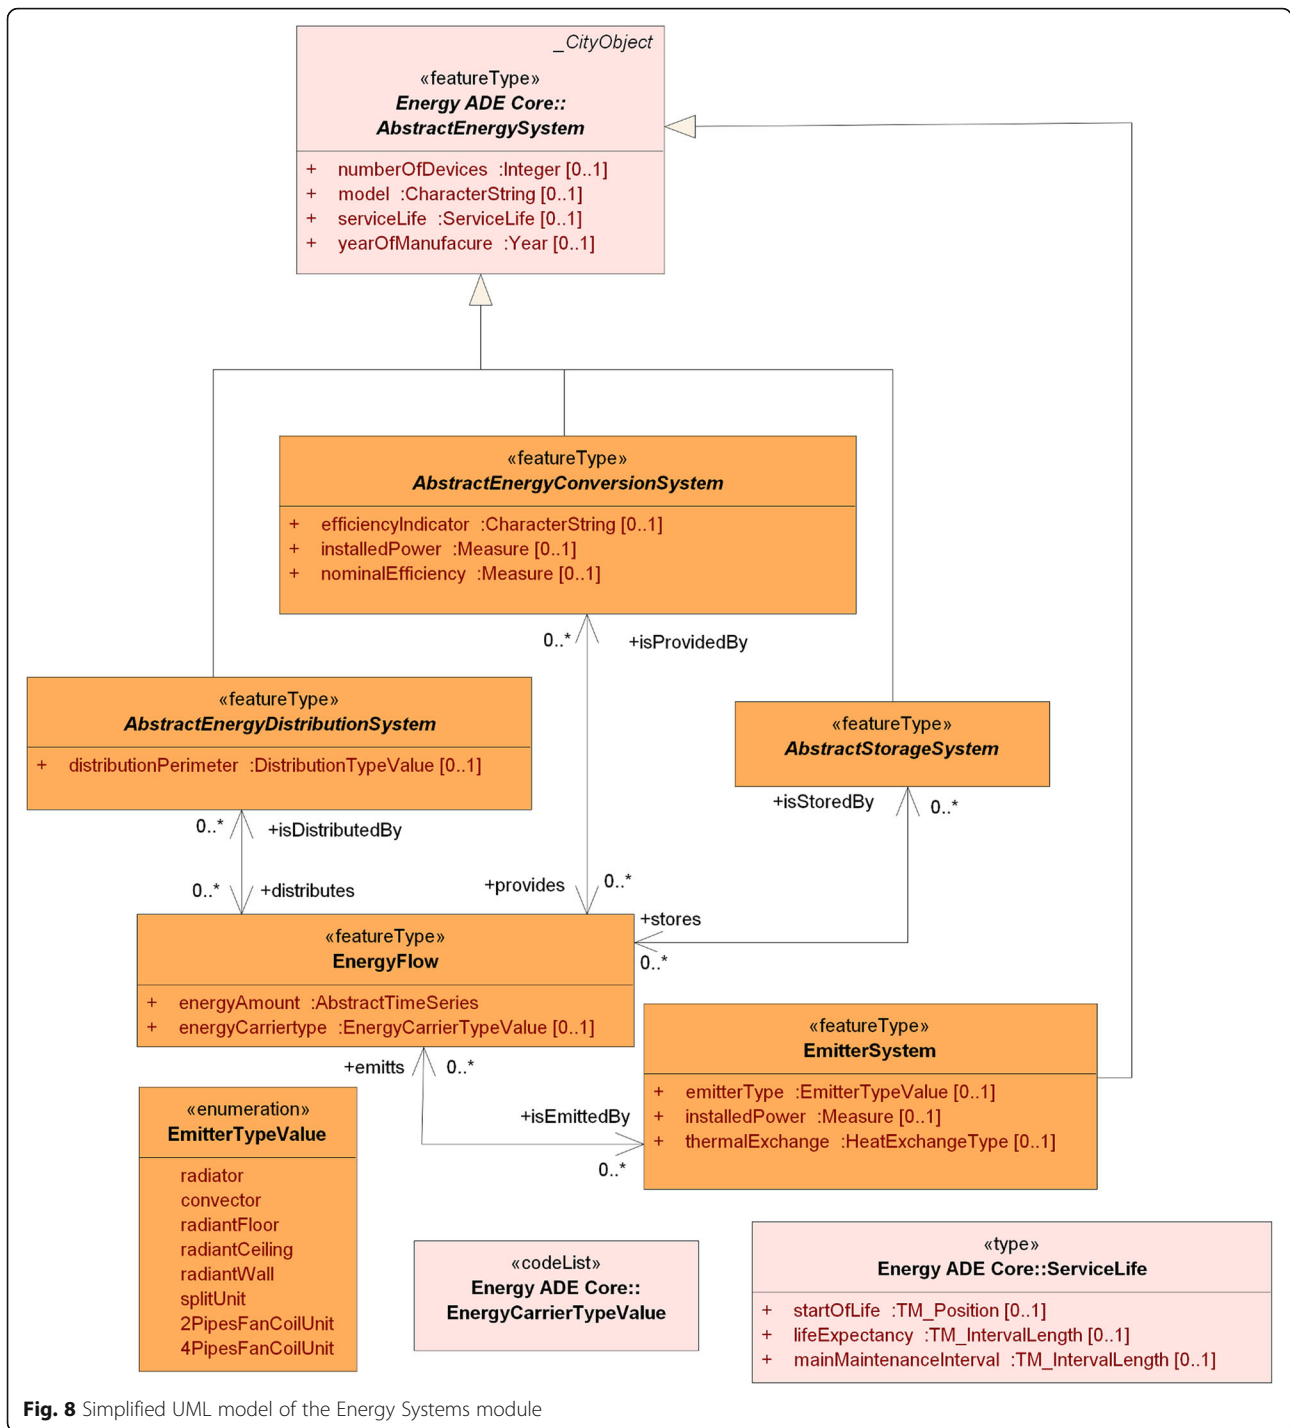 _CityObject
«featureType»
Energy ADE Core::
AbstractEnergySystem
+ numberOfDevices :Integer [0..1]
+ model :CharacterString [0..1]
+ serviceLife :ServiceLife [0..1]
+ yearOfManufacure :Year [0..1]
«featureType»
AbstractEnergyConversionSystem
+ efficiencyIndicator :CharacterString [0..1]
+ installedPower :Measure [0..1]
+ nominalEfficiency :Measure [0..1]
0..* +isProvidedBy
«featureType»
AbstractEnergyDistributionSystem
+ distributionPerimeter :DistributionTypeValue [0..1]
«featureType»
AbstractStorageSystem
+isStoredBy 0..*
0..* +isDistributedBy
0..* +distributes
+provides 0..*
+stores
0..*
«featureType»
EnergyFlow
+ energyAmount :AbstractTimeSeries
+ energyCarriertype :EnergyCarrierTypeValue [0..1]
+emitts 0..*
+isEmittedBy
0..*
«featureType»
EmitterSystem
+ emitterType :EmitterTypeValue [0..1]
+ installedPower :Measure [0..1]
+ thermalExchange :HeatExchangeType [0..1]
«enumeration»
EmitterTypeValue
radiator
convector
radiantFloor
radiantCeiling
radiantWall
splitUnit
2PipesFanCoilUnit
4PipesFanCoilUnit
«codeList»
Energy ADE Core::
EnergyCarrierTypeValue
«type»
Energy ADE Core::ServiceLife
+ startOfLife :TM_Position [0..1]
+ lifeExpectancy :TM_IntervalLength [0..1]
+ mainMaintenanceInterval :TM_IntervalLength [0..1]
Fig. 8 Simplified UML model of the Energy Systems module